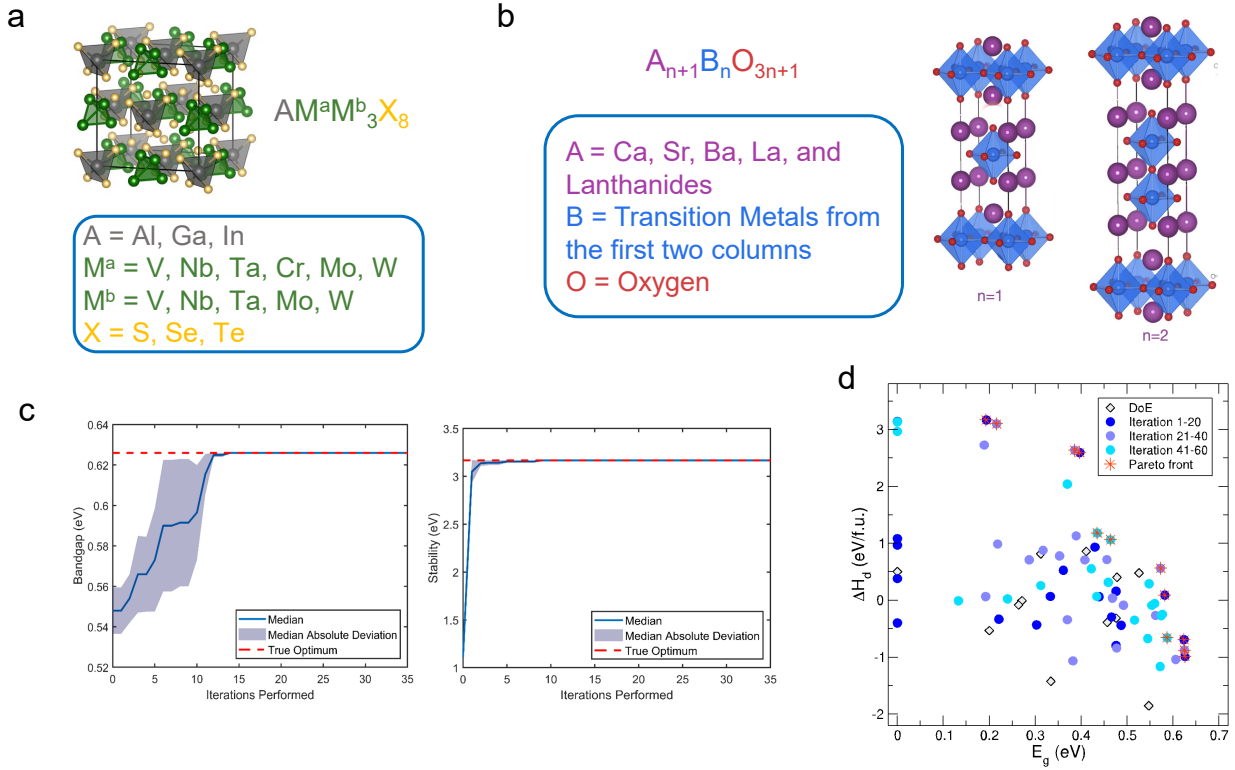 a
AMᵃMᵇ₃X₈
A = Al, Ga, In
Mᵃ = V, Nb, Ta, Cr, Mo, W
Mᵇ = V, Nb, Ta, Mo, W
X = S, Se, Te
b
Aₙ₊₁BₙO₃ₙ₊₁
A = Ca, Sr, Ba, La, and
Lanthanides
B = Transition Metals from
the first two columns
O = Oxygen
n=1
n=2
c
0.64
0.62
0.6
0.58
0.56
0.54
0.52
Bandgap (eV)
0 5 10 15 20 25 30 35
Iterations Performed
Median
Median Absolute Deviation
True Optimum
3.5
3
2.5
2
1.5
1
Stability (eV)
0 5 10 15 20 25 30 35
Iterations Performed
Median
Median Absolute Deviation
True Optimum
d
3
2
1
0
-1
-2
ΔH_d (eV/f.u.)
0 0.1 0.2 0.3 0.4 0.5 0.6 0.7
E_g (eV)
DoE
Iteration 1-20
Iteration 21-40
Iteration 41-60
Pareto front